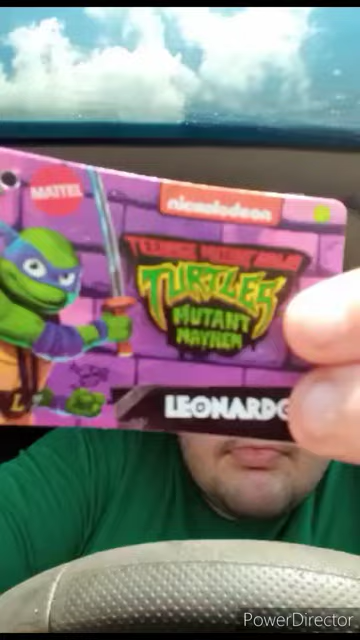 MATTEL
nickelodeon
TEENAGE MUTANT NINJA
TURTLES
MUTANT
MAYHEM
L
LEONARDO
PowerDirector